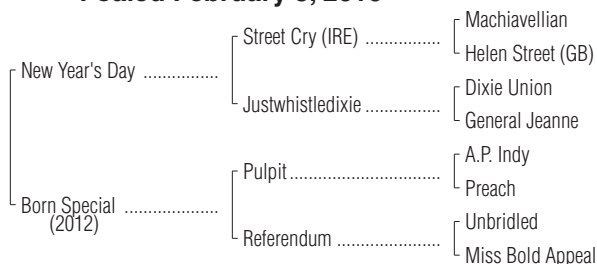 Foaled February
Machiavellian
Street Cry (IRE) ..................
Helen Street (GB)
New Year's Day ................
Dixie Union
Justwhistledixie ................
General Jeanne
A.P. Indy
Pulpit ...............................
Preach
Born Special ....................
(2012)
Unbridled
Referendum .....................
Miss Bold Appeal